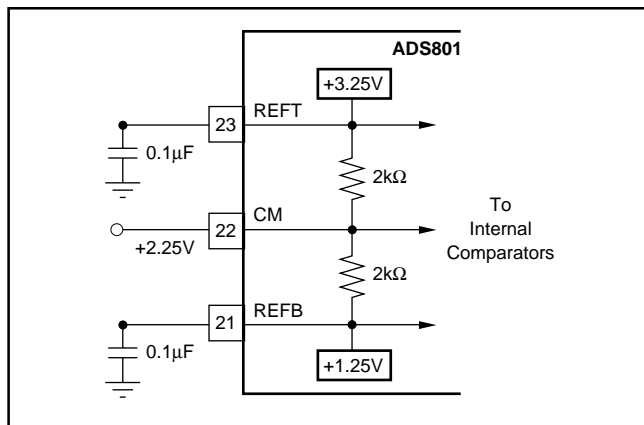 ADS801
+3.25V
REFT
23
0.1µF
2kΩ
CM
22
+2.25V
To
Internal
Comparators
2kΩ
REFB
21
0.1µF
+1.25V